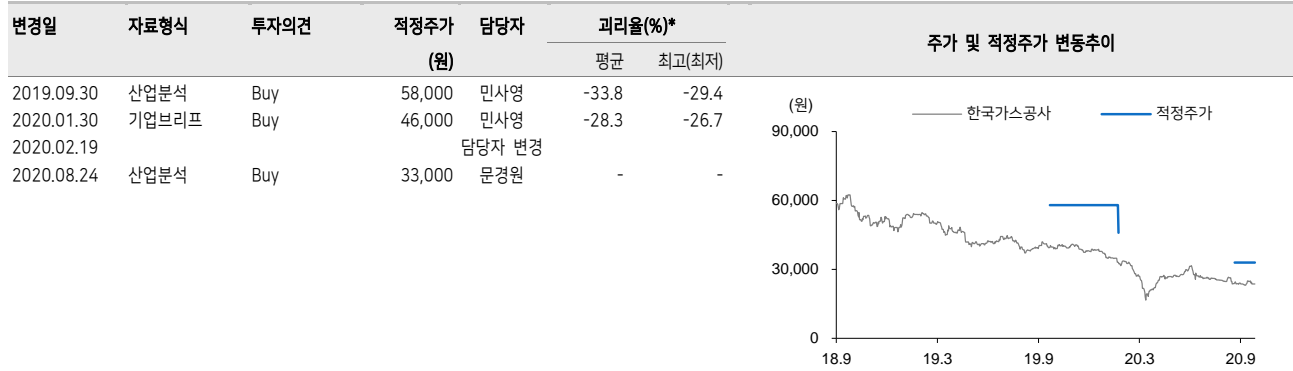 변경일 자료형식 투자의견 적정주가 담당자 괴리율(%)*
(원) 평균 최고(최저)
2019.09.30 산업분석 Buy 58,000 민사영 -33.8 -29.4
2020.01.30 기업브리프 Buy 46,000 민사영 -28.3 -26.7
2020.02.19 담당자 변경
2020.08.24 산업분석 Buy 33,000 문경원 - -
주가 및 적정주가 변동추이
(원)
한국가스공사 적정주가
90,000
60,000
30,000
0
18.9 19.3 19.9 20.3 20.9